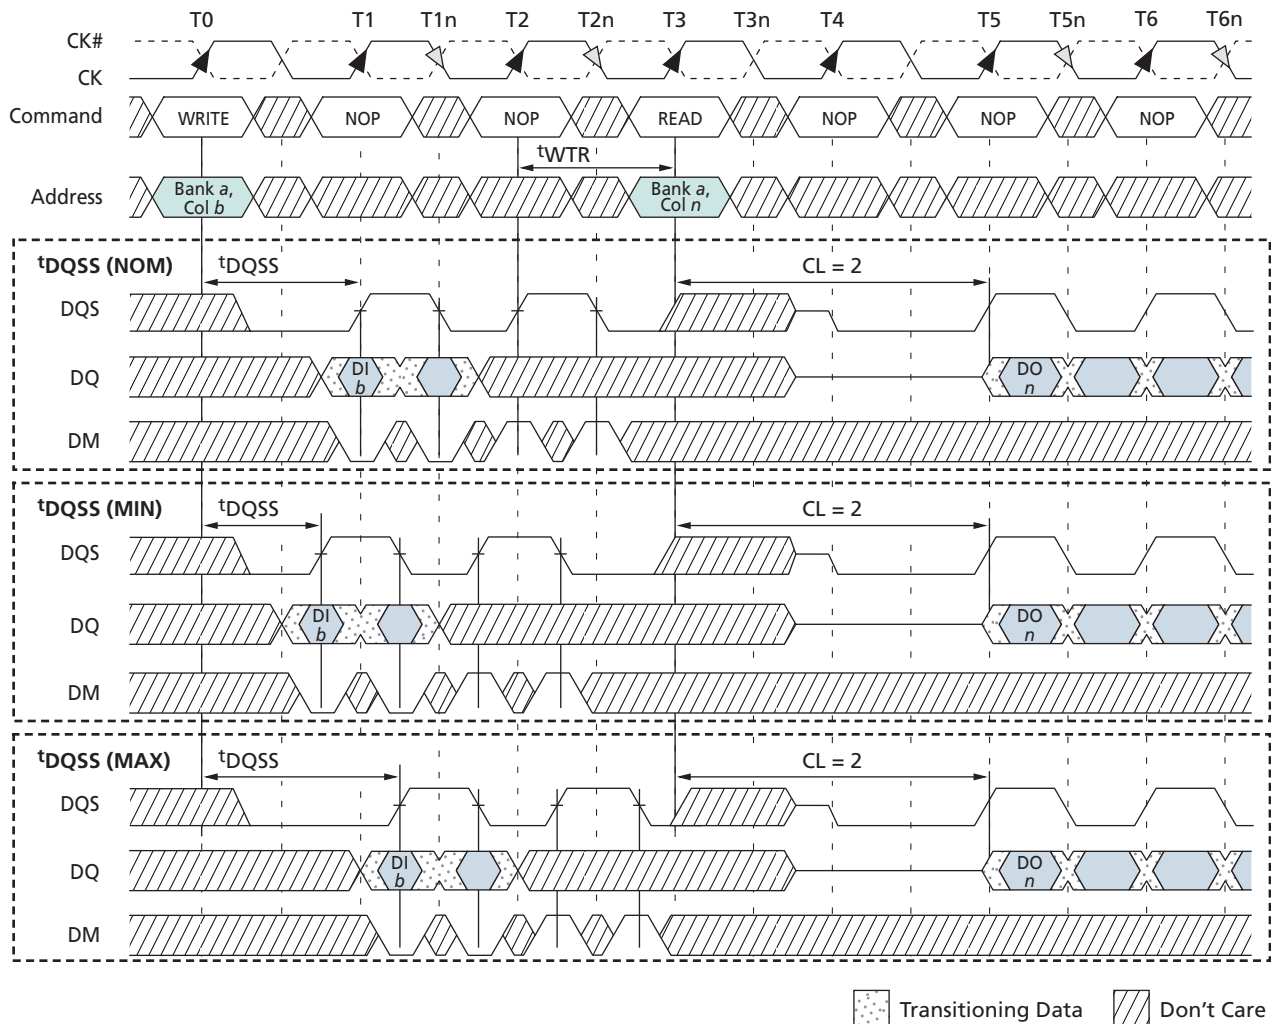 T0 T1 T1n T2 T2n T3 T3n T4 T5 T5n T6 T6n
CK#
CK
Command WRITE NOP NOP READ NOP NOP NOP
tWTR
Address Bank a, Col b Bank a, Col n
tDQSS (NOM) tDQSS CL = 2
DQS
DQ DI b DO n
DM
tDQSS (MIN) tDQSS CL = 2
DQS
DQ DI b DO n
DM
tDQSS (MAX) tDQSS CL = 2
DQS
DQ DI b DO n
DM
Transitioning Data Don't Care